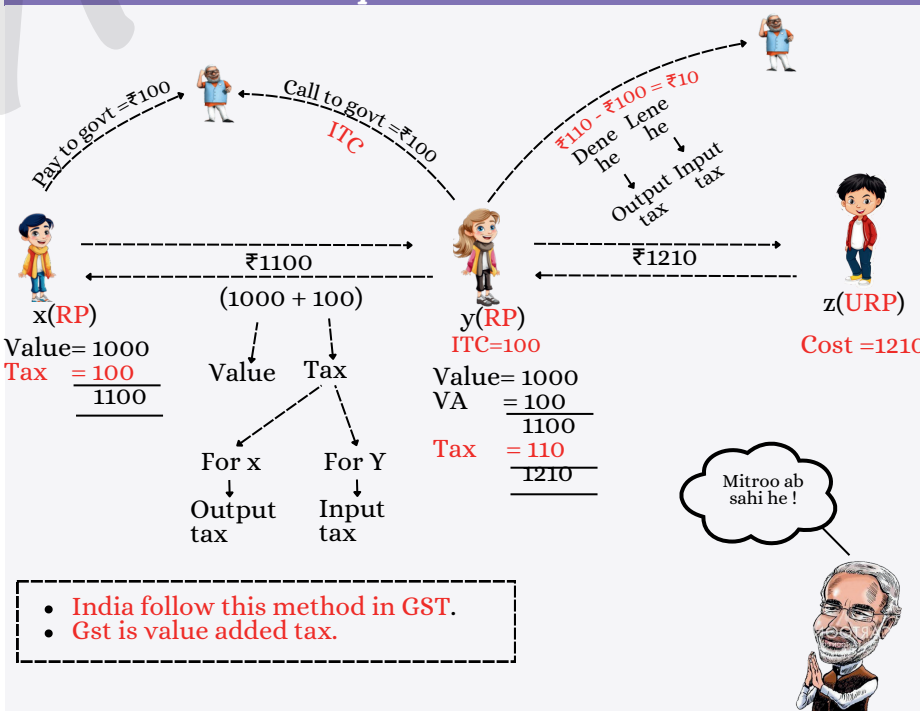 Pay to govt =₹100
Call to govt =₹100
ITC
₹110 - ₹100 = ₹10
Dene
he
Lene
he
Output
tax
Input
tax
₹1100
(1000 + 100)
₹1210
x(RP)
Value= 1000
Tax = 100
1100
Value
Tax
For x
For Y
Output
tax
Input
tax
y(RP)
ITC=100
Value= 1000
VA = 100
1100
Tax = 110
1210
z(URP)
Cost =1210
Mitroo ab
sahi he !
• India follow this method in GST.
• Gst is value added tax.